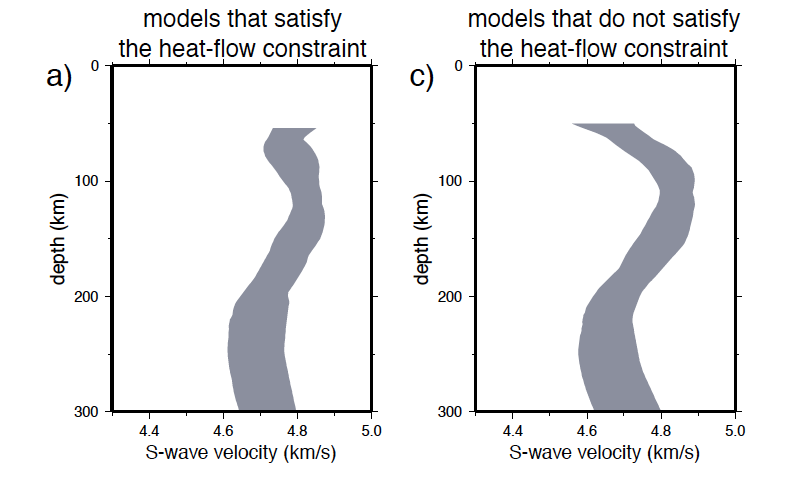 models that satisfy
the heat-flow constraint
models that do not satisfy
the heat-flow constraint
a)
0
100
200
300
depth (km)
4.4 4.6 4.8 5.0
S-wave velocity (km/s)
c)
0
100
200
300
depth (km)
4.4 4.6 4.8 5.0
S-wave velocity (km/s)